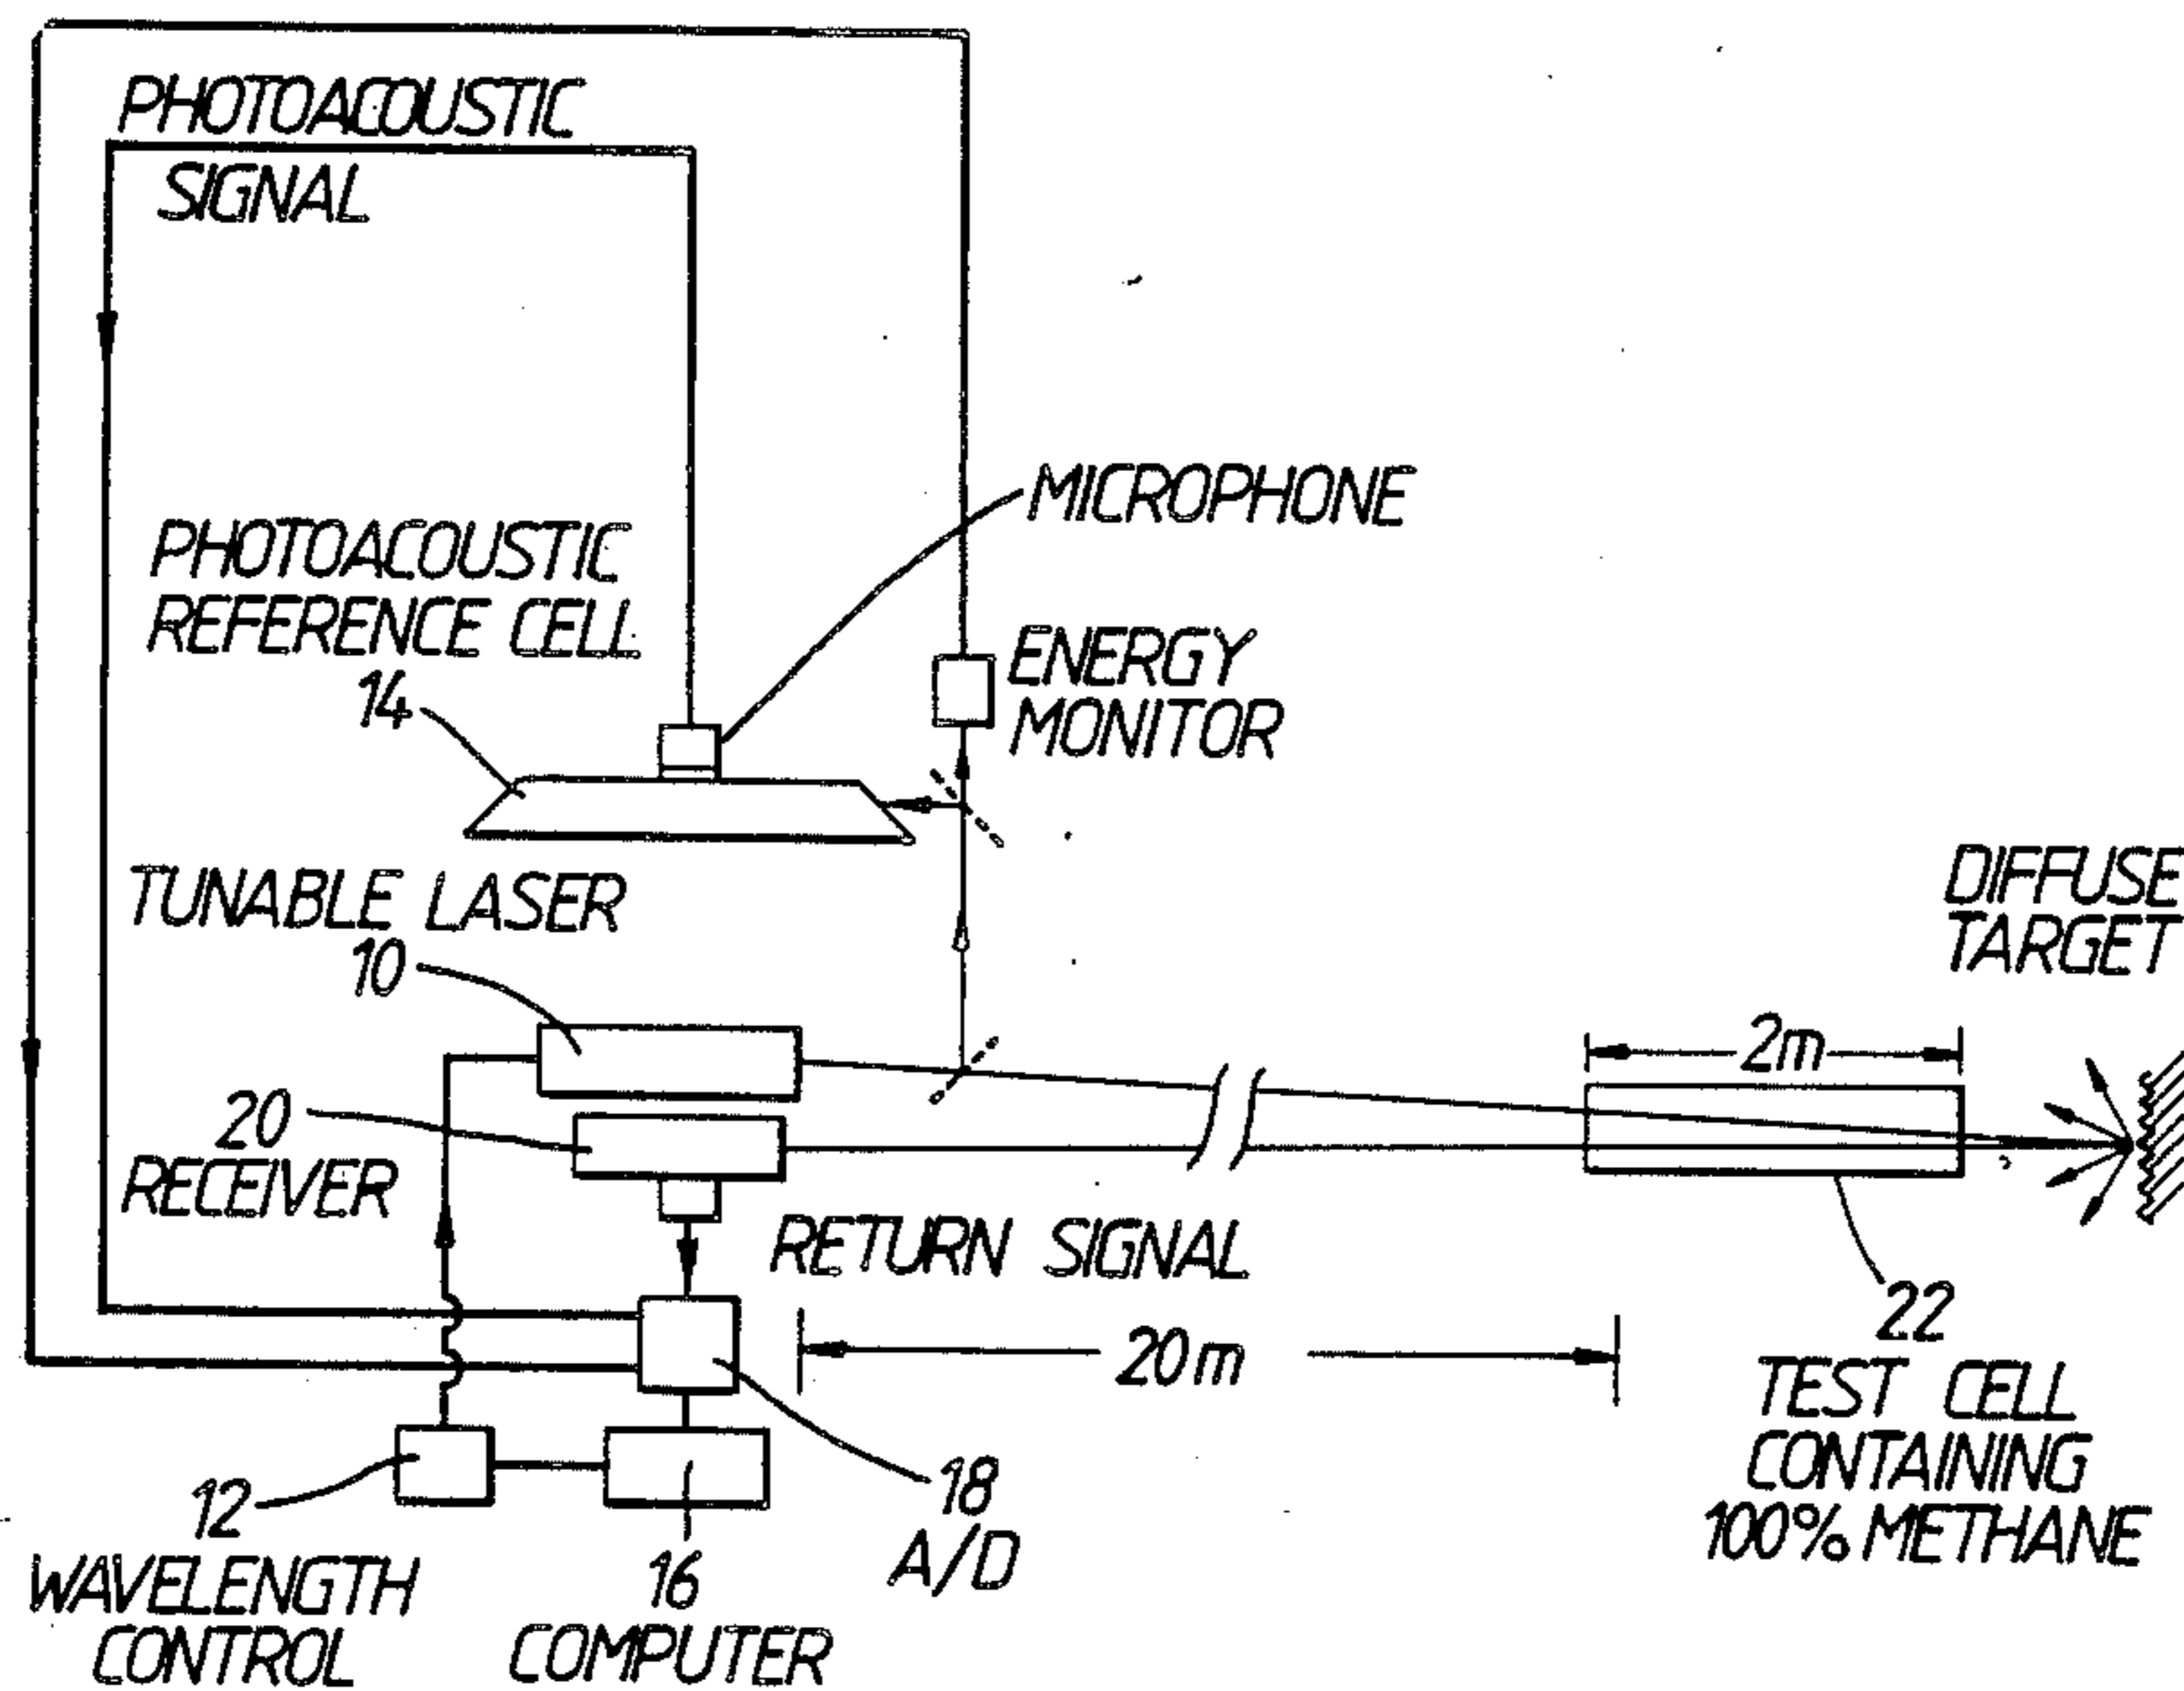 PHOTOACOUSTIC
SIGNAL
MICROPHONE
PHOTOACOUSTIC
REFERENCE CELL
14
ENERGY
MONITOR
TUNABLE LASER
10
DIFFUSE
TARGET
2m
20
RECEIVER
RETURN SIGNAL
22
20m
TEST CELL
CONTAINING
100% METHANE
18
A/D
12
WAVELENGTH
CONTROL
16
COMPUTER